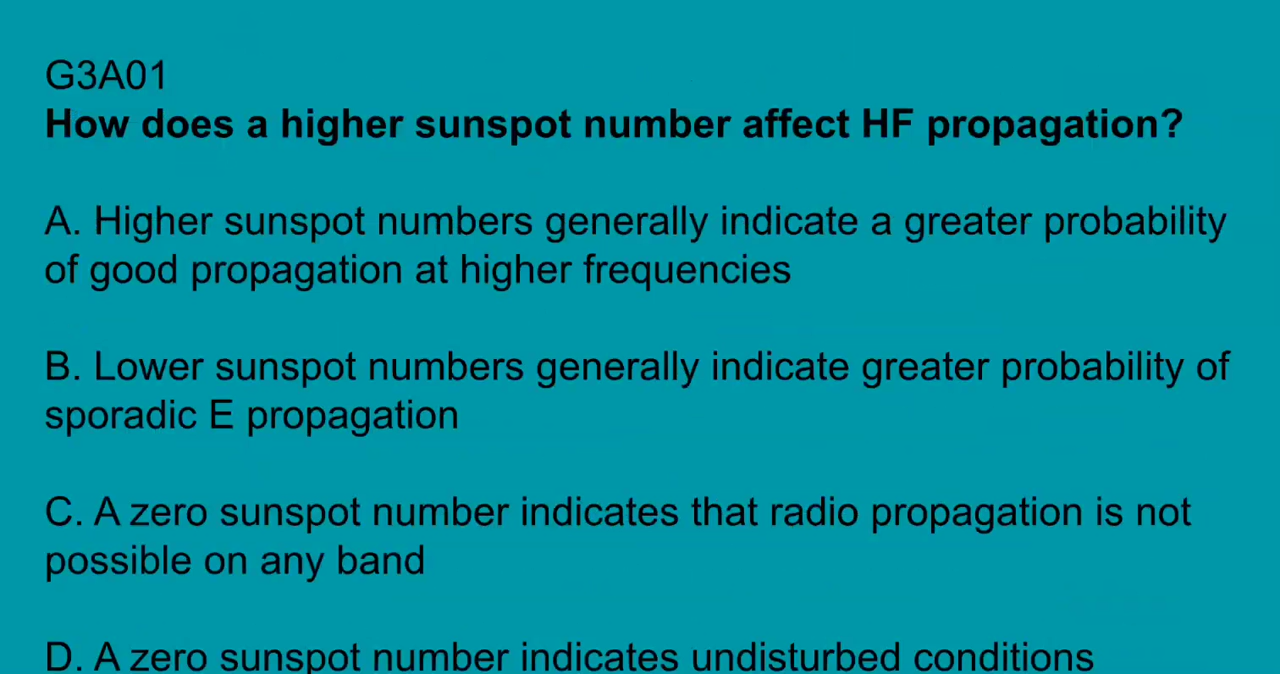 G3A01
How does a higher sunspot number affect HF propagation?
A. Higher sunspot numbers generally indicate a greater probability
of good propagation at higher frequencies
B. Lower sunspot numbers generally indicate greater probability of
sporadic E propagation
C. A zero sunspot number indicates that radio propagation is not
possible on any band
D. A zero sunspot number indicates undisturbed conditions